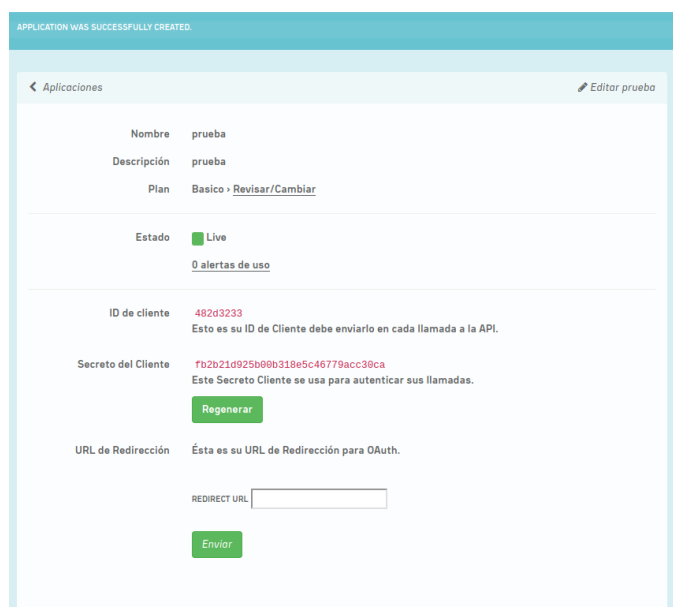 APPLICATION WAS SUCCESSFULLY CREATED.
Aplicaciones
Editar prueba
Nombre prueba
Descripción prueba
Plan Basico › Revisar/Cambiar
Estado Live
0 alertas de uso
ID de cliente 482d3233
Esto es su ID de Cliente debe enviarlo en cada llamada a la API.
Secreto del Cliente fb2b21d925b00b318e5c46779acc30ca
Este Secreto Cliente se usa para autenticar sus llamadas.
Regenerar
URL de Redirección Ésta es su URL de Redirección para OAuth.
REDIRECT URL
Enviar